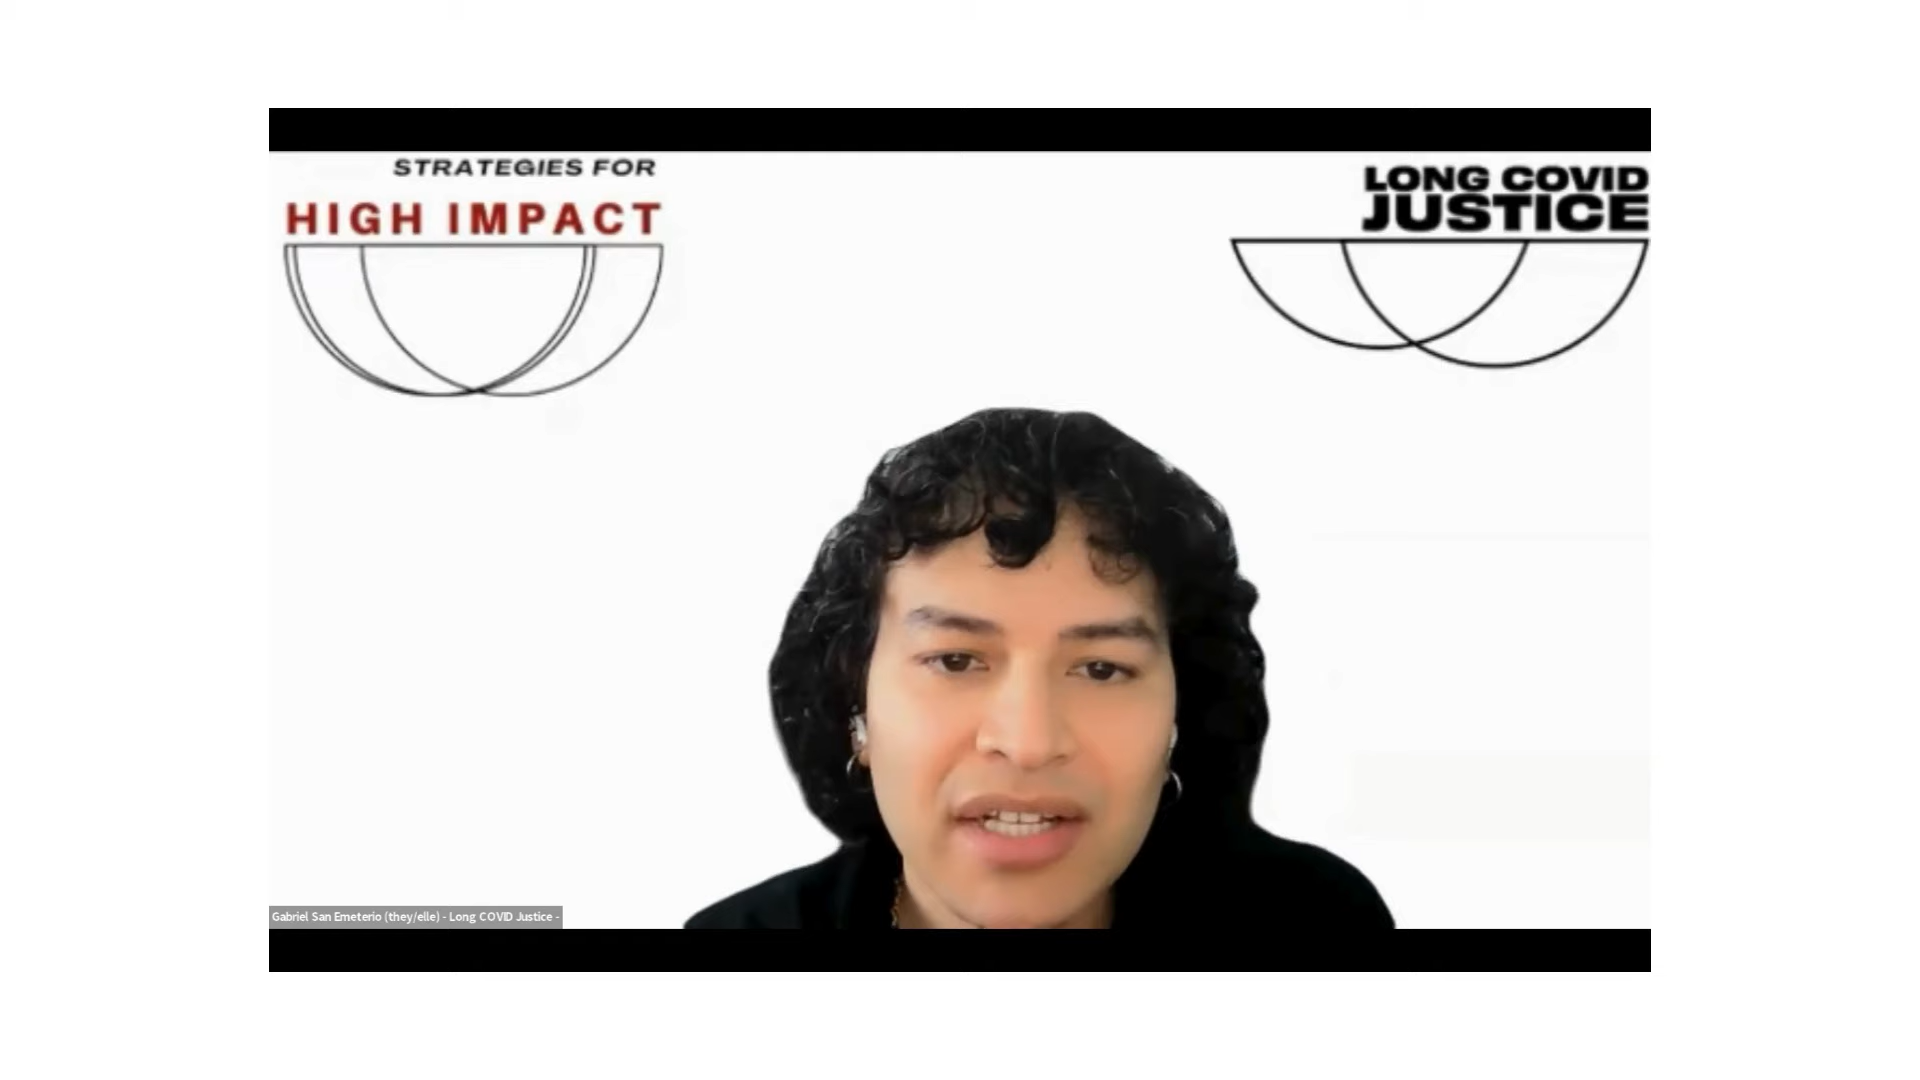 STRATEGIES FOR
HIGH IMPACT
LONG COVID
JUSTICE
Gabriel San Emeterio (they/elle) - Long COVID Justice -